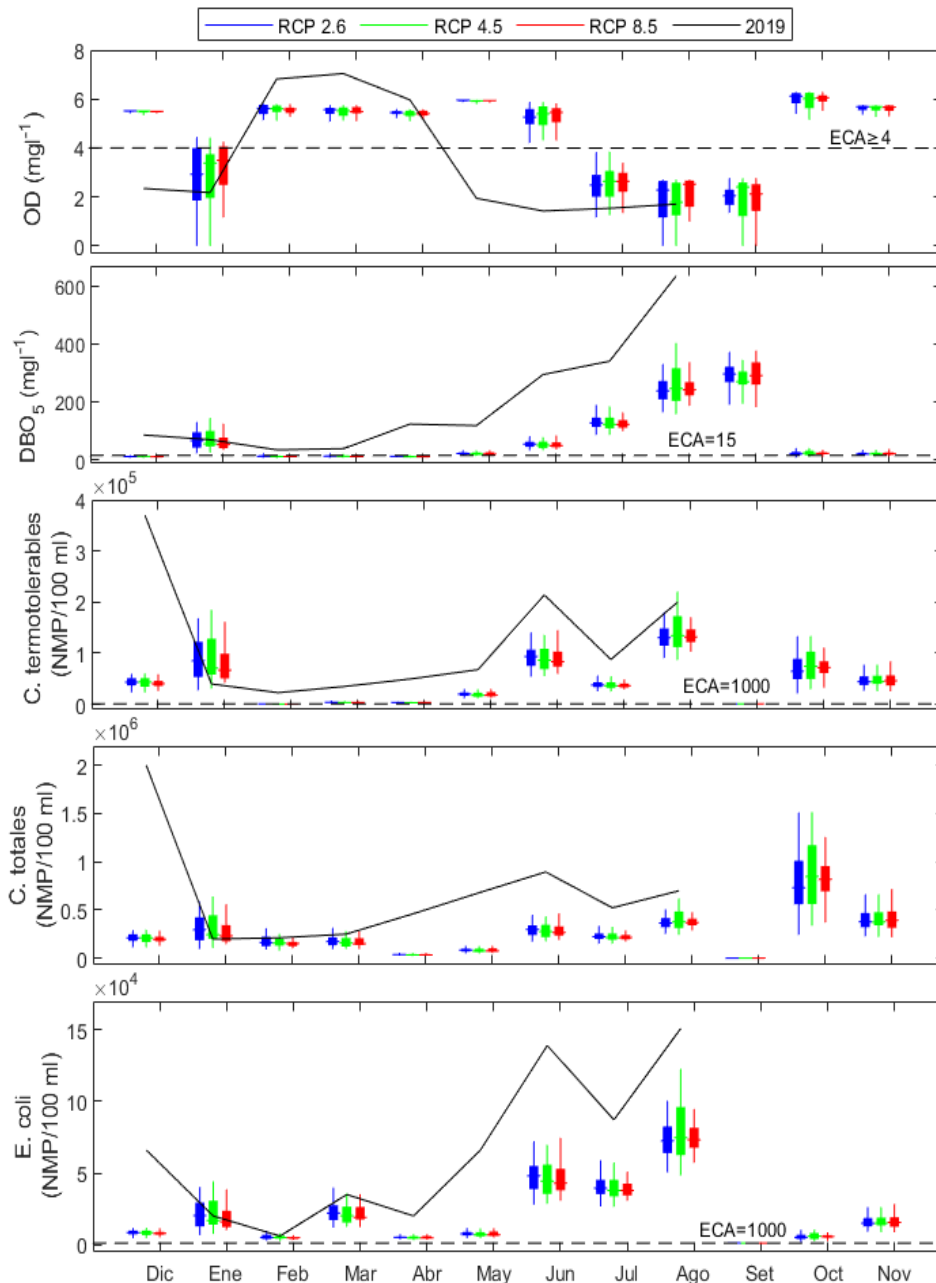 RCP 2.6 RCP 4.5 RCP 8.5 2019
8
6
4
2
0
OD (mgl⁻¹)
ECA≥4
600
400
200
0
DBO₅ (mgl⁻¹)
ECA=15
×10⁵
4
3
2
1
0
C. termotolerables
(NMP/100 ml)
ECA=1000
×10⁶
2
1.5
1
0.5
0
C. totales
(NMP/100 ml)
×10⁴
15
10
5
0
E. coli
(NMP/100 ml)
ECA=1000
Dic Ene Feb Mar Abr May Jun Jul Ago Set Oct Nov